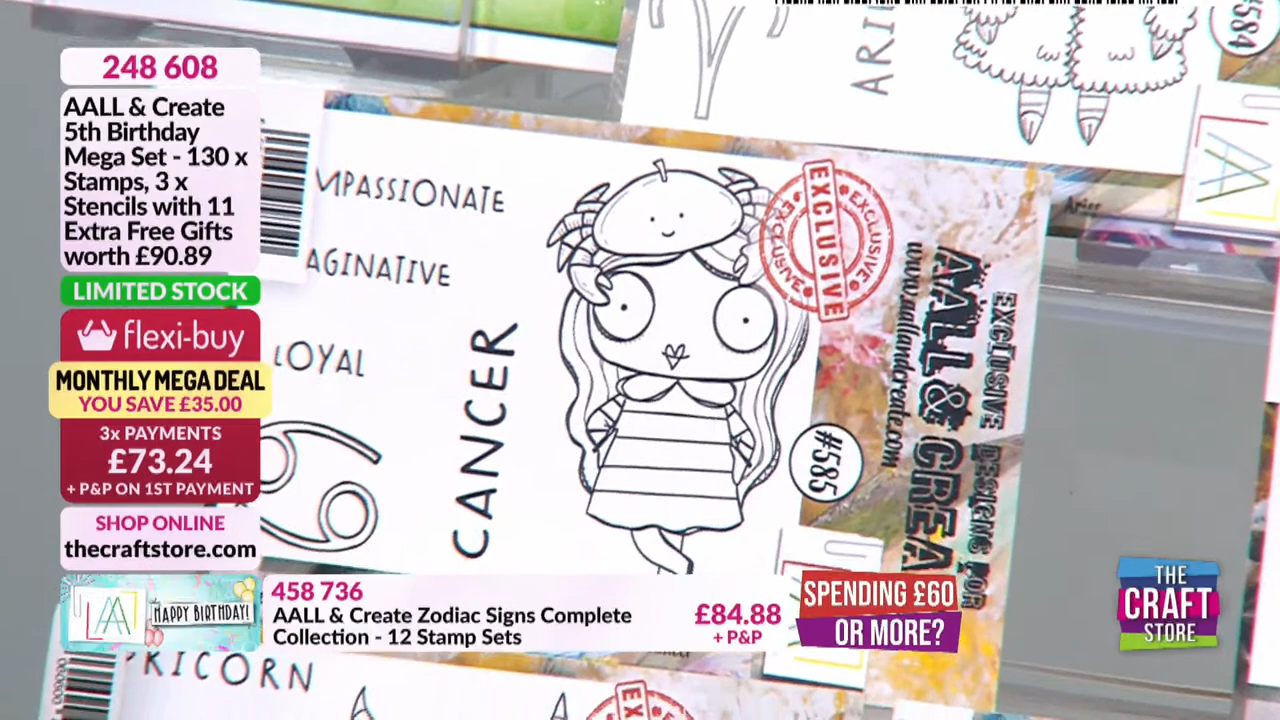 248 608
AALL & Create
5th Birthday
Mega Set - 130 x
Stamps, 3 x
Stencils with 11
Extra Free Gifts
worth £90.89
LIMITED STOCK
flexi-buy
MONTHLY MEGA DEAL
YOU SAVE £35.00
3x PAYMENTS
£73.24
+ P&P ON 1ST PAYMENT
SHOP ONLINE
thecraftstore.com
ARI
#584
MPASSIONATE
AGINATIVE
LOYAL
CANCER
EXCLUSIVE
EXCLUSIVE
EXCLUSIVE
#585
www.aallandcreate.com
AALL & CREA
EXCLUSIVE DESIGNS FOR
HAPPY BIRTHDAY!
458 736
AALL & Create Zodiac Signs Complete
Collection - 12 Stamp Sets
£84.88
+ P&P
SPENDING £60
OR MORE?
THE
CRAFT
STORE
PRICORN
EX